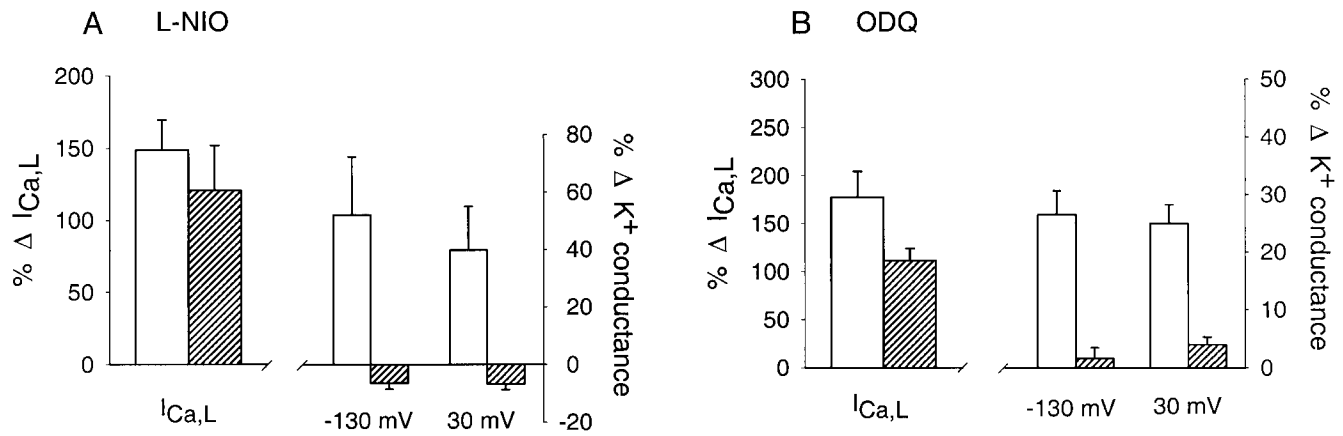 A L-NIO
200
150
100
50
0
% Δ ICa,L
80
60
40
20
0
-20
% Δ K+ conductance
ICa,L
-130 mV
30 mV
B ODQ
300
250
200
150
100
50
0
% Δ ICa,L
50
40
30
20
10
0
% Δ K+ conductance
ICa,L
-130 mV
30 mV